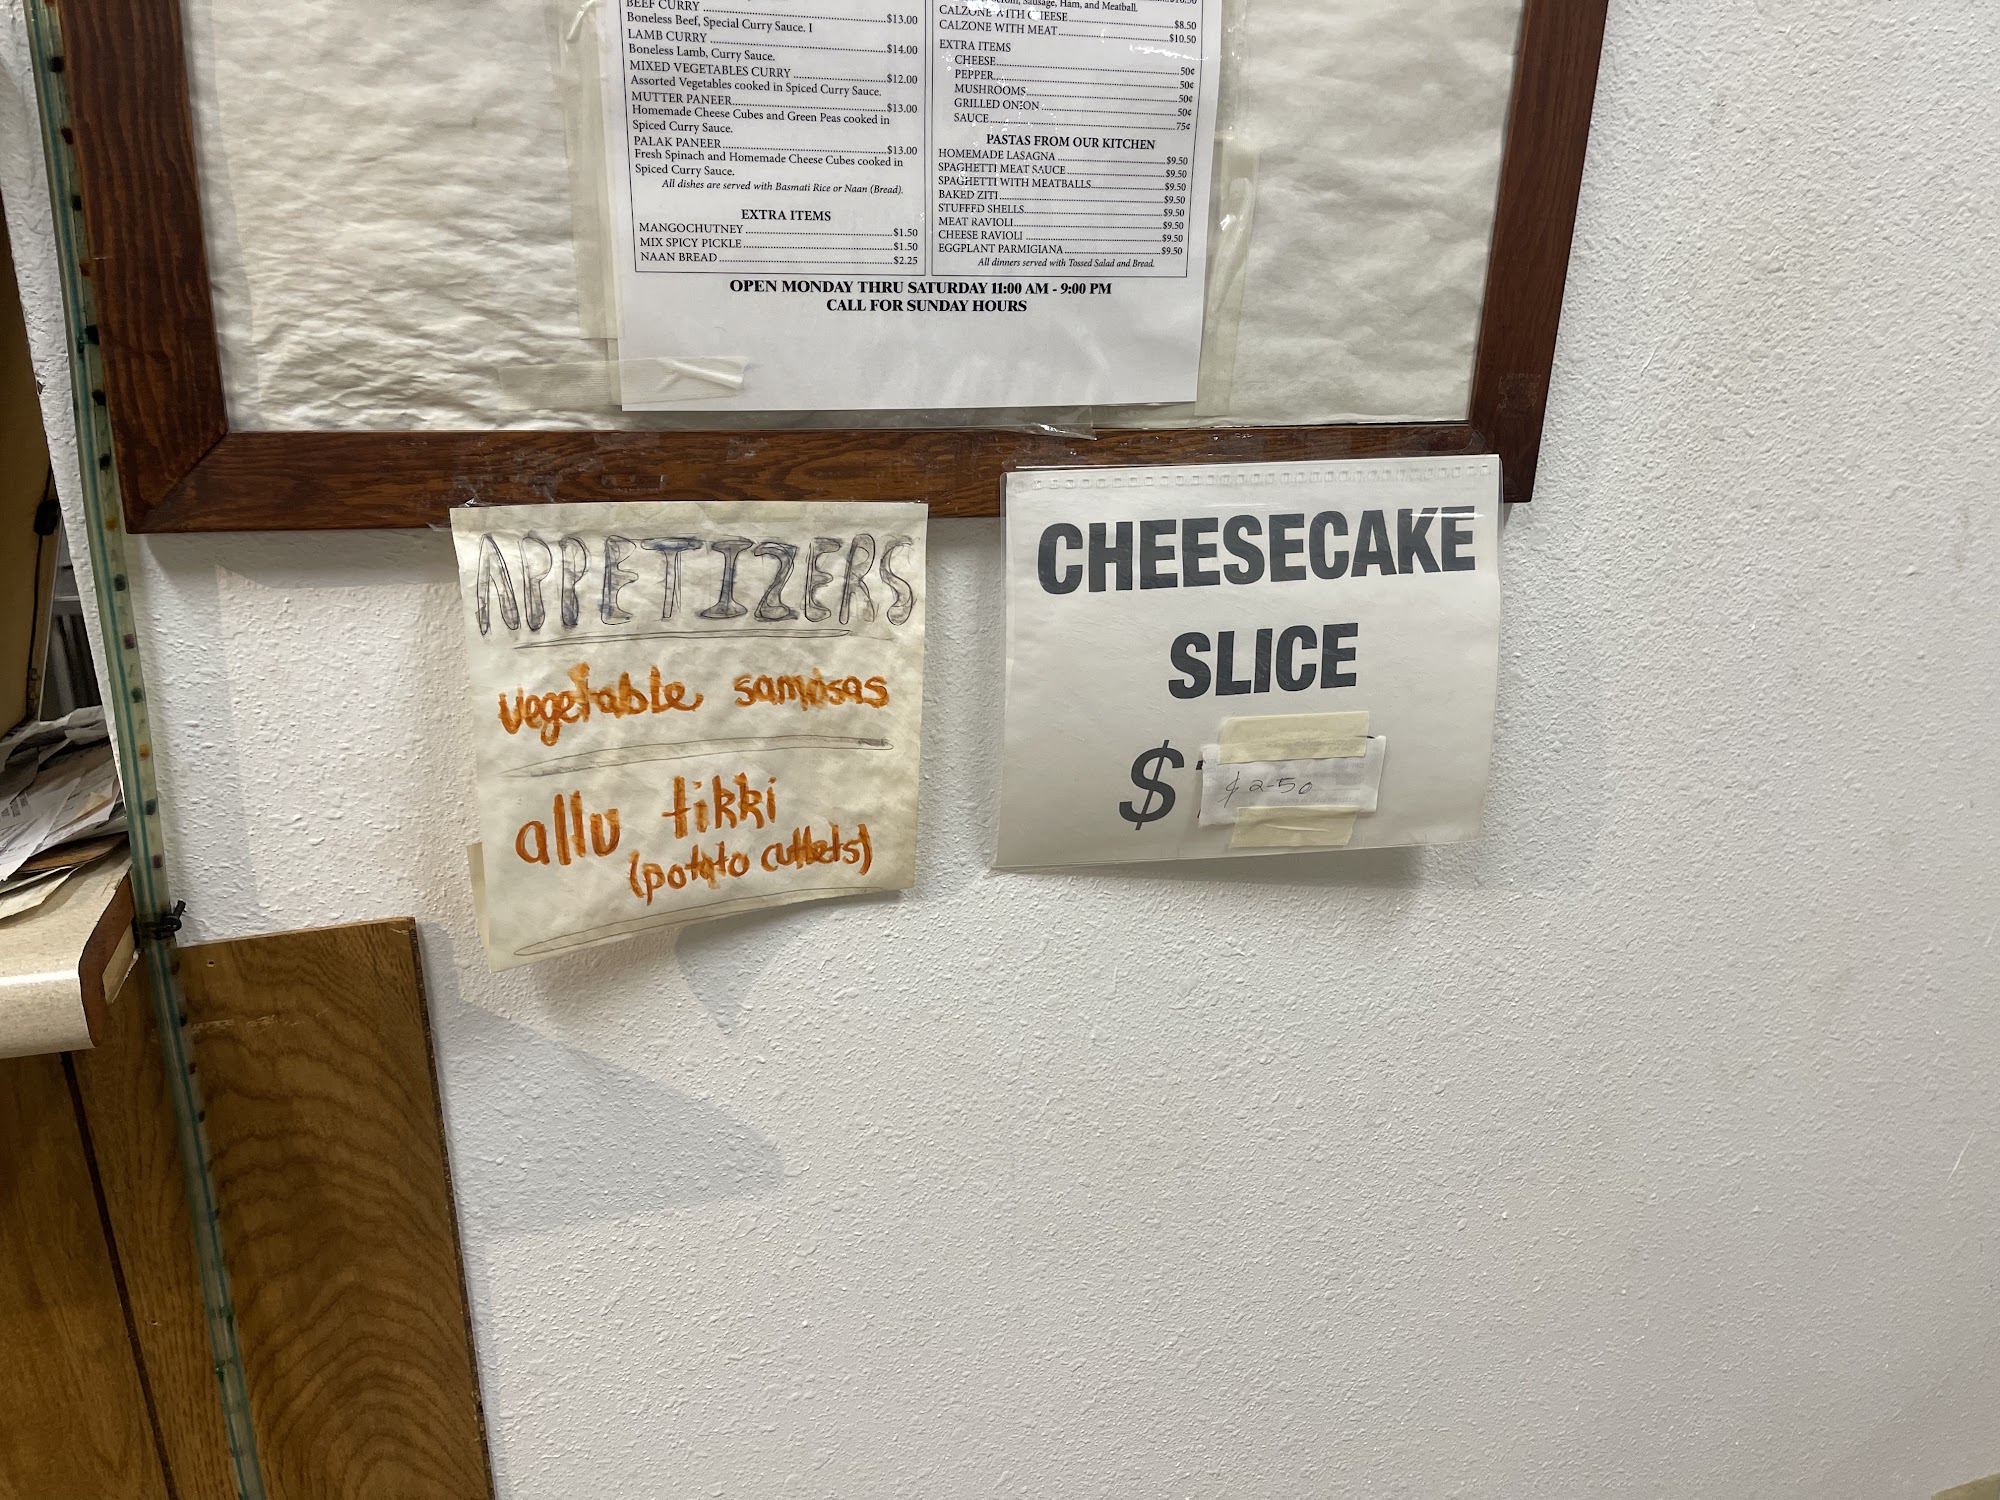 BEEF CURRY $13.00
Boneless Beef, Special Curry Sauce. I
LAMB CURRY $14.00
Boneless Lamb, Curry Sauce.
MIXED VEGETABLES CURRY $12.00
Assorted Vegetables cooked in Spiced Curry Sauce.
MUTTER PANEER $13.00
Homemade Cheese Cubes and Green Peas cooked in
Spiced Curry Sauce.
PALAK PANEER $13.00
Fresh Spinach and Homemade Cheese Cubes cooked in
Spiced Curry Sauce.
All dishes are served with Basmati Rice or Naan (Bread).
EXTRA ITEMS
MANGOCHUTNEY $1.50
MIX SPICY PICKLE $1.50
NAAN BREAD $2.25
Sausage, Ham, and Meatball.
CALZONE WITH CHEESE $8.50
CALZONE WITH MEAT $10.50
EXTRA ITEMS
CHEESE 50¢
PEPPER 50¢
MUSHROOMS 50¢
GRILLED ONION 50¢
SAUCE 75¢
PASTAS FROM OUR KITCHEN
HOMEMADE LASAGNA $9.50
SPAGHETTI MEAT SAUCE $9.50
SPAGHETTI WITH MEATBALLS $9.50
BAKED ZITI $9.50
STUFFED SHELLS $9.50
MEAT RAVIOLI $9.50
CHEESE RAVIOLI $9.50
EGGPLANT PARMIGIANA $9.50
All dinners served with Tossed Salad and Bread.
OPEN MONDAY THRU SATURDAY 11:00 AM - 9:00 PM
CALL FOR SUNDAY HOURS
APPETIZERS
vegetable samosas
allu tikki
(potato cutlets)
CHEESECAKE
SLICE
$
$2-50